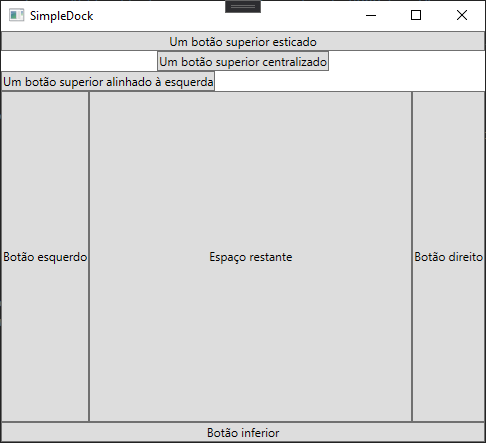 SimpleDock
Um botão superior esticado
Um botão superior centralizado
Um botão superior alinhado à esquerda
Botão esquerdo
Espaço restante
Botão direito
Botão inferior